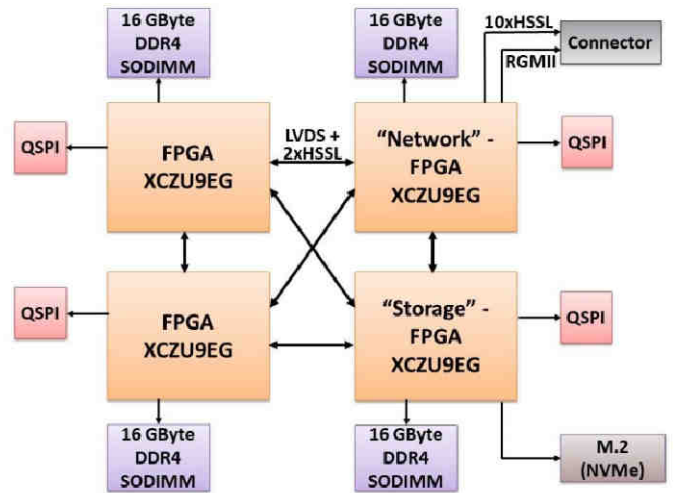 16 GByte
DDR4
SODIMM
16 GByte
DDR4
SODIMM
10xHSSL
RGMII
Connector
QSPI
FPGA
XCZU9EG
LVDS +
2xHSSL
“Network” -
FPGA
XCZU9EG
QSPI
QSPI
FPGA
XCZU9EG
“Storage” -
FPGA
XCZU9EG
QSPI
16 GByte
DDR4
SODIMM
16 GByte
DDR4
SODIMM
M.2
(NVMe)